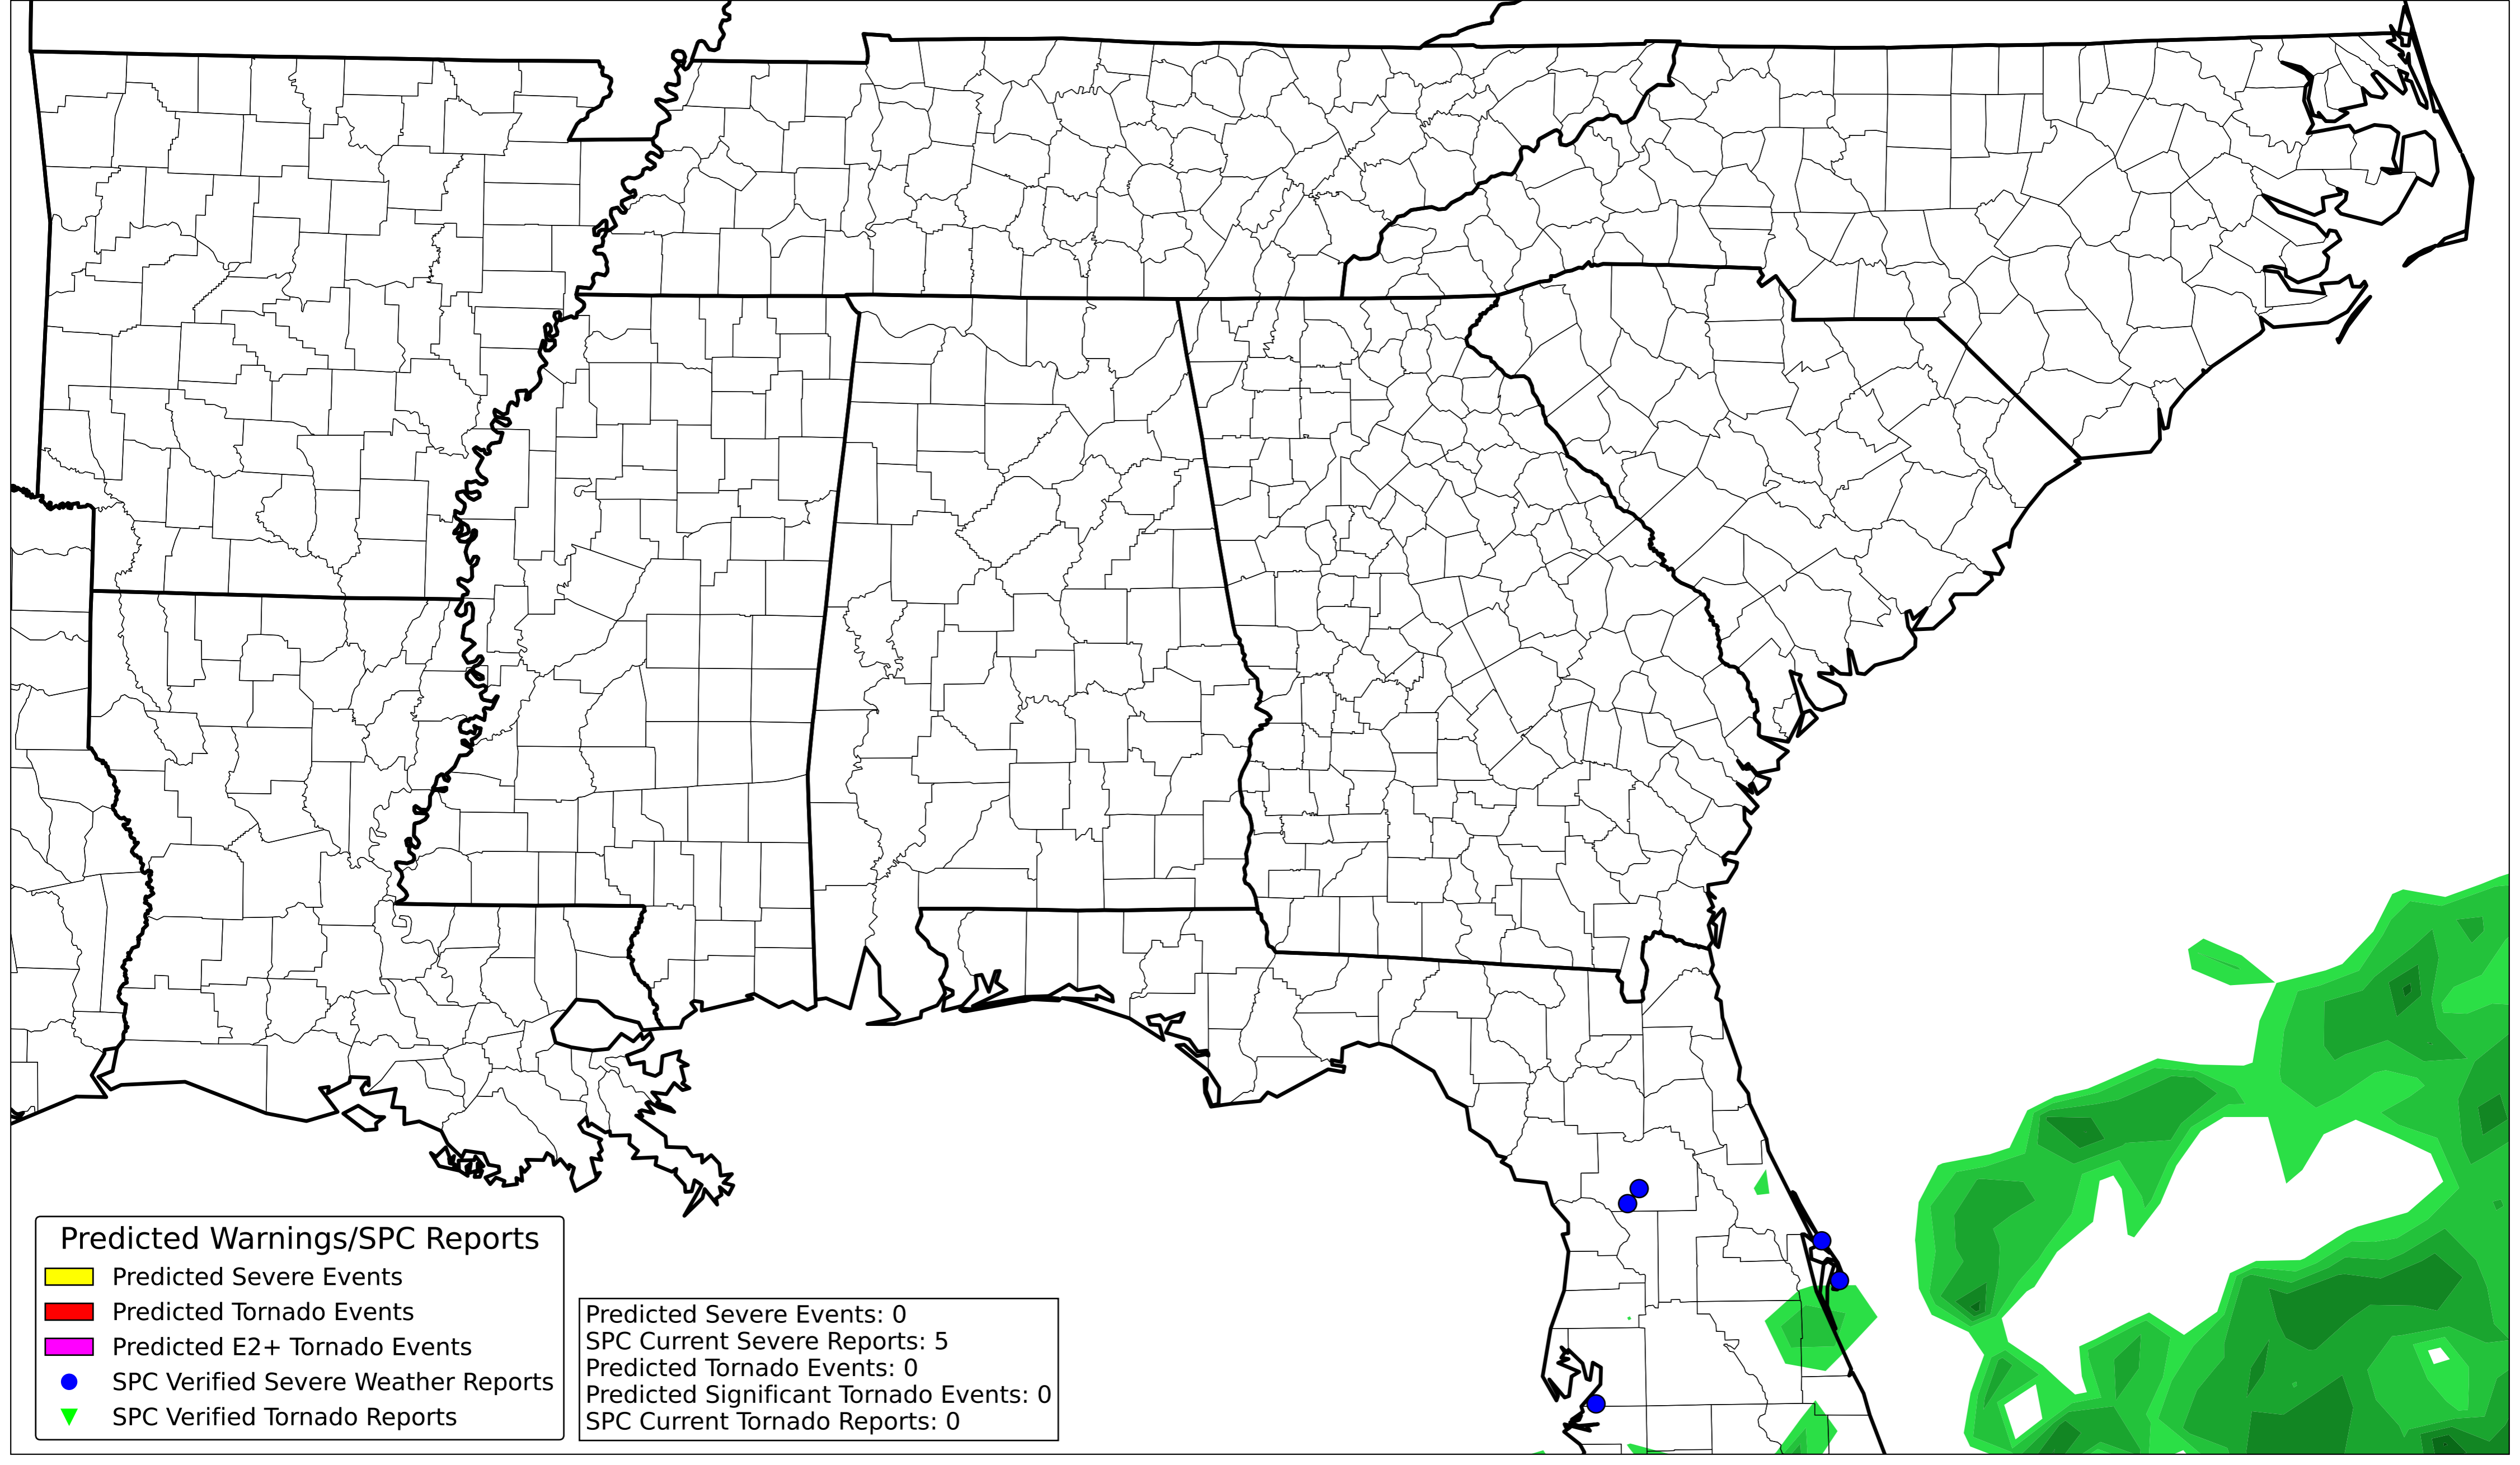 Predicted Warnings/SPC Reports
Predicted Severe Events
Predicted Tornado Events
Predicted E2+ Tornado Events
SPC Verified Severe Weather Reports
SPC Verified Tornado Reports
Predicted Severe Events: 0
SPC Current Severe Reports: 5
Predicted Tornado Events: 0
Predicted Significant Tornado Events: 0
SPC Current Tornado Reports: 0